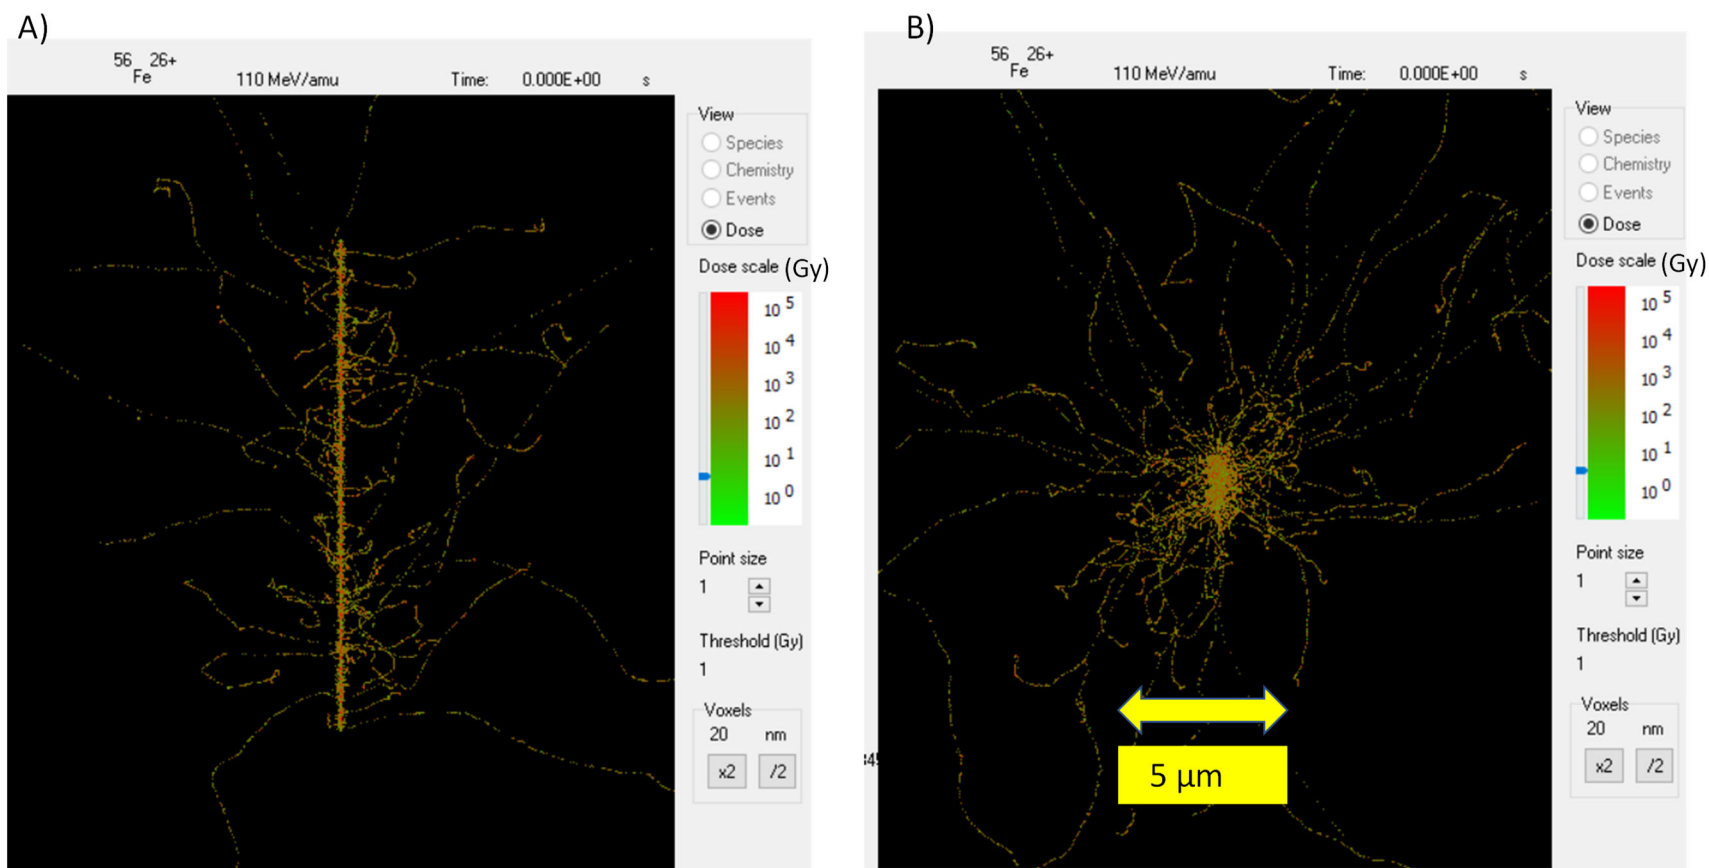 A)
56 26+
Fe
110 MeV/amu
Time: 0.000E+00 s
View
Species
Chemistry
Events
Dose
Dose scale (Gy)
10 5
10 4
10 3
10 2
10 1
10 0
Point size
1
Threshold (Gy)
1
Voxels
20 nm
x2 /2
B)
56 26+
Fe
110 MeV/amu
Time: 0.000E+00 s
View
Species
Chemistry
Events
Dose
Dose scale (Gy)
10 5
10 4
10 3
10 2
10 1
10 0
Point size
1
Threshold (Gy)
1
Voxels
20 nm
x2 /2
5 µm